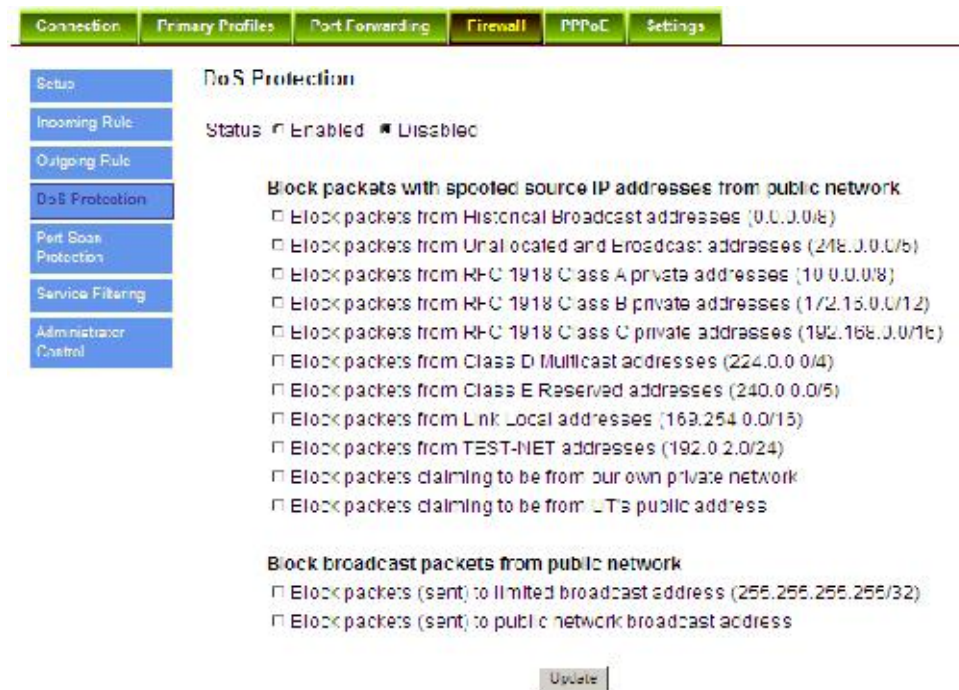 Connection Primary Profiles Port Forwarding Firewall PPPoE Settings
Setup
Incoming Rule
Outgoing Rule
DoS Protection
Port Scan
Protection
Service Filtering
Administrator
Control
DoS Protection
Status Enabled Disabled
Block packets with spoofed source IP addresses from public network
Block packets from Historical Broadcast addresses (0.0.0.0/8)
Block packets from Unallocated and Broadcast addresses (248.0.0.0/5)
Block packets from RFC 1918 Class A private addresses (10.0.0.0/8)
Block packets from RFC 1918 Class B private addresses (172.16.0.0/12)
Block packets from RFC 1918 Class C private addresses (192.168.0.0/16)
Block packets from Class D Multicast addresses (224.0.0.0/4)
Block packets from Class E Reserved addresses (240.0.0.0/5)
Block packets from Link Local addresses (169.254.0.0/16)
Block packets from TEST-NET addresses (192.0.2.0/24)
Block packets claiming to be from our own private network
Block packets claiming to be from UT's public address
Block broadcast packets from public network
Block packets (sent) to limited broadcast address (255.255.255.255/32)
Block packets (sent) to public network broadcast address
Update